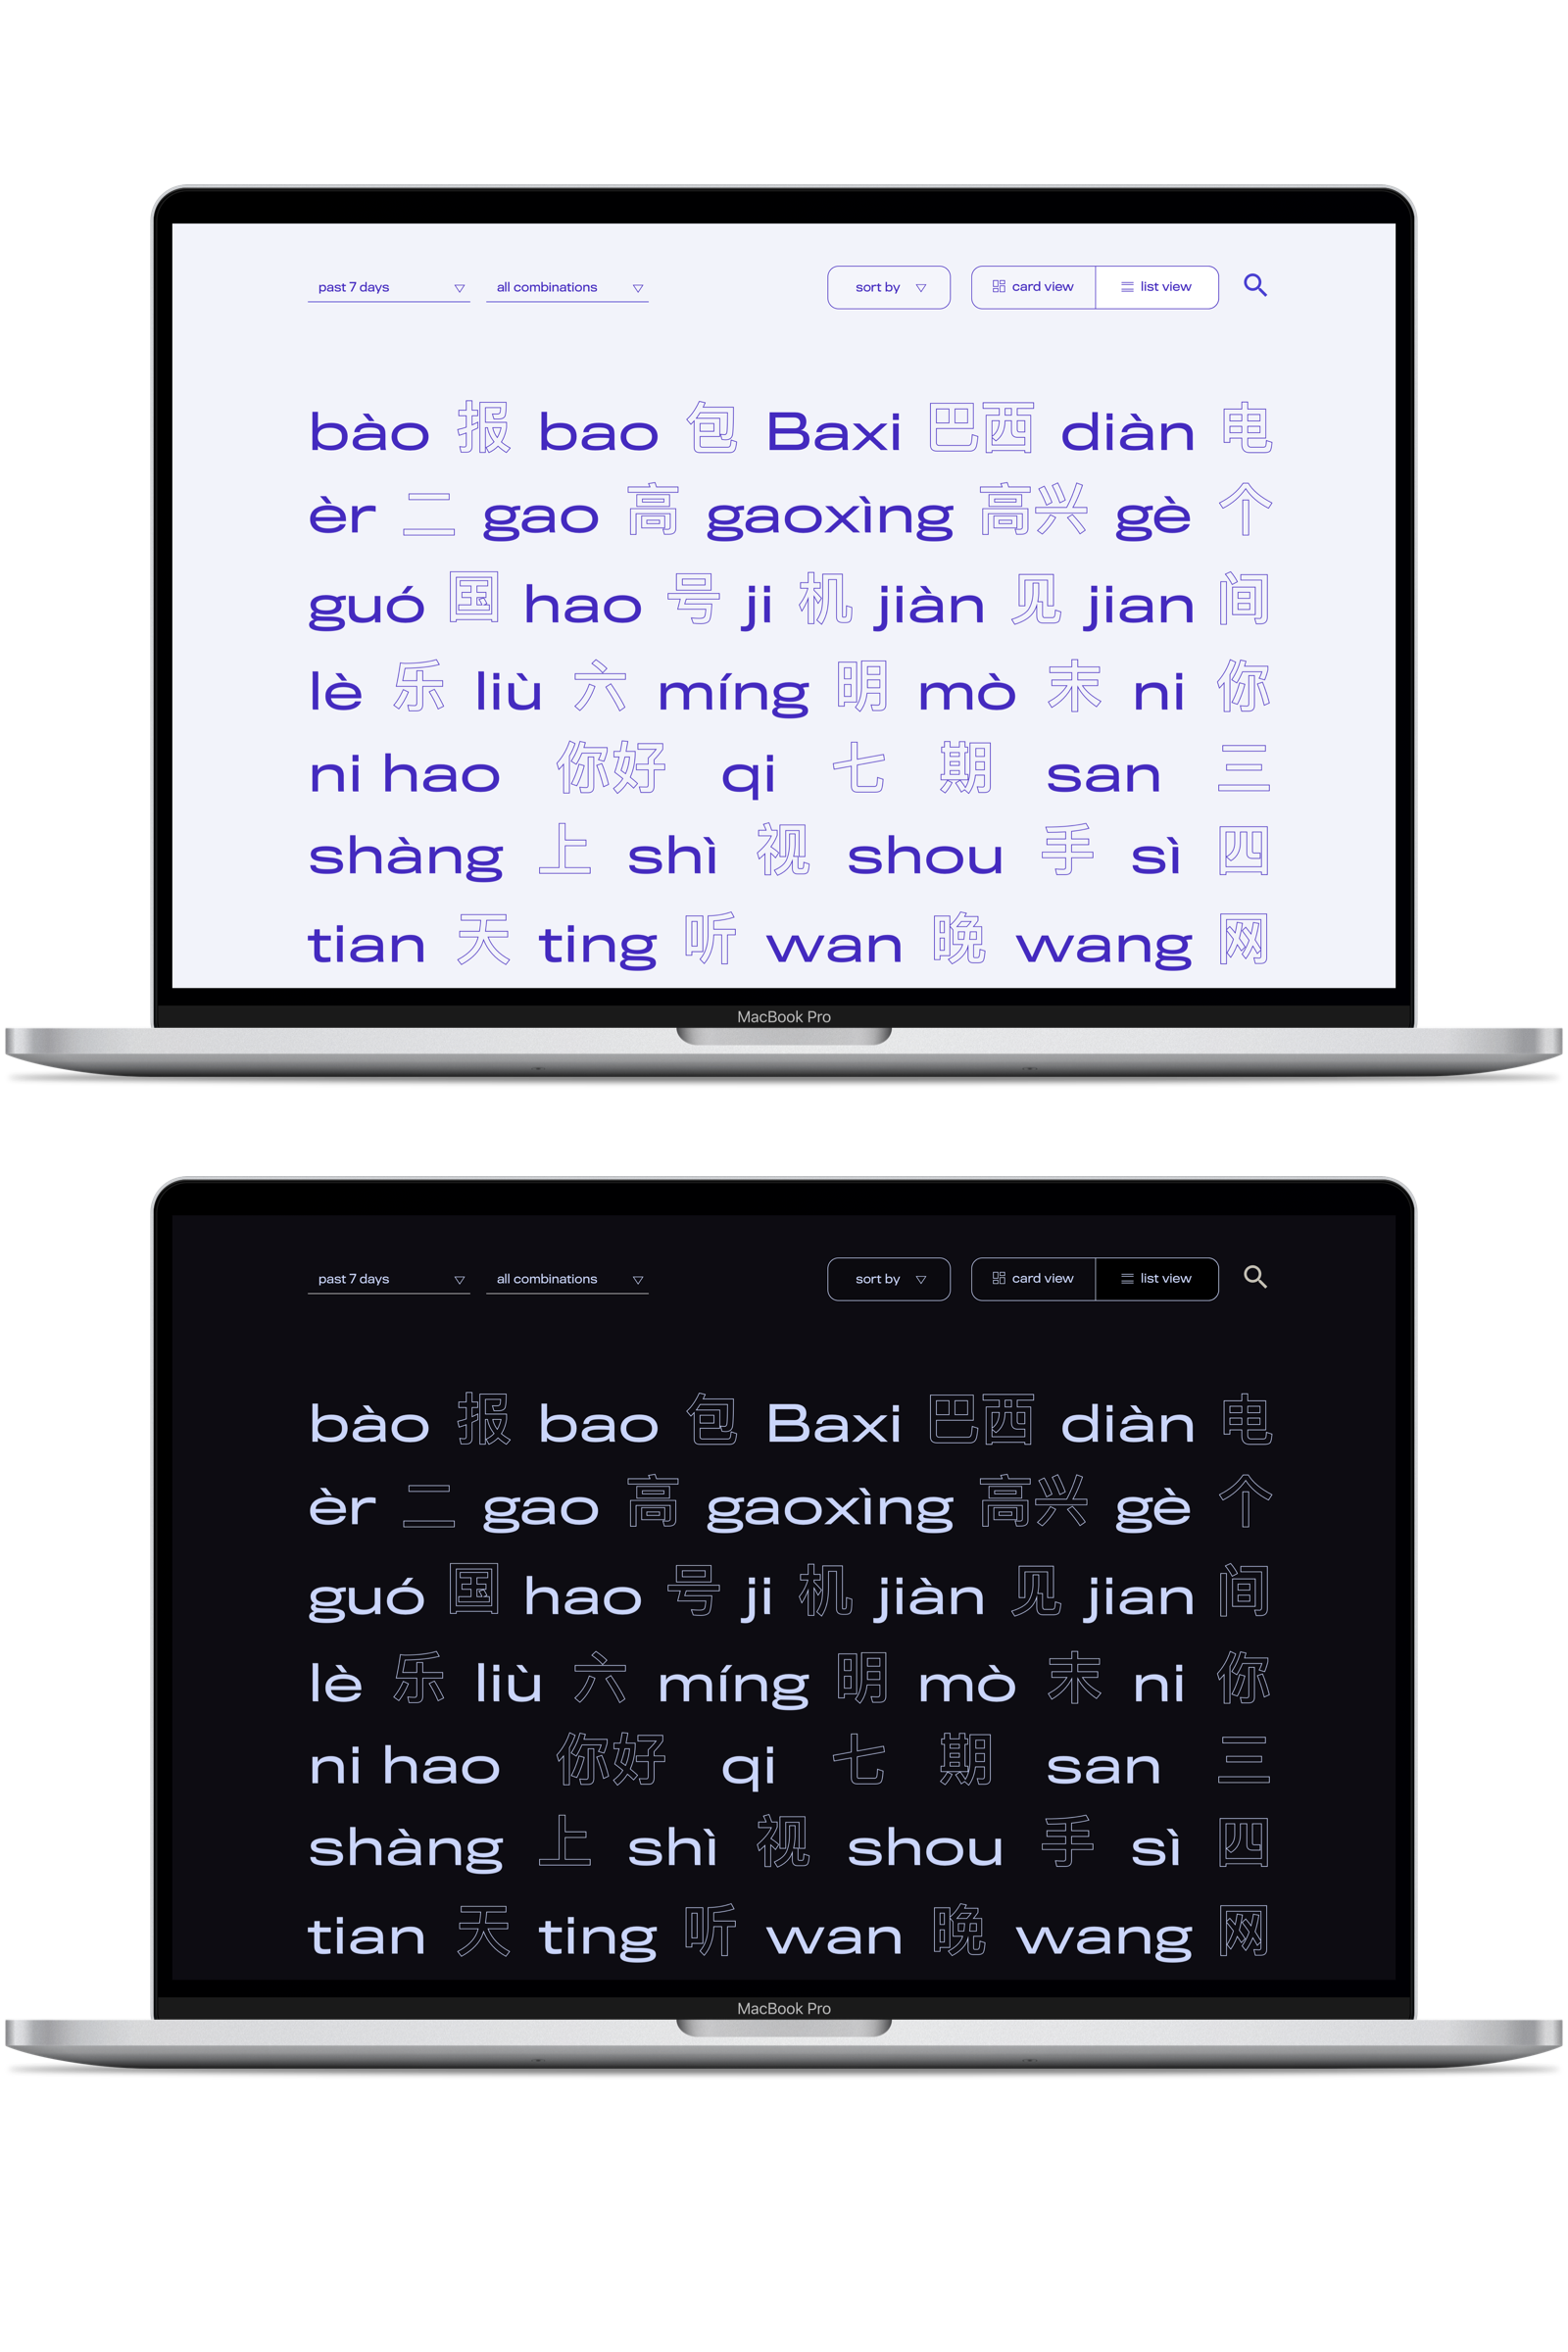 past 7 days all combinations sort by card view list view
bào 报 bao 包 Baxi 巴西 diàn 电
èr 二 gao 高 gaoxìng 高兴 gè 个
guó 国 hao 号 ji 机 jiàn 见 jian 间
lè 乐 liù 六 míng 明 mò 末 ni 你
ni hao 你好 qi 七 期 san 三
shàng 上 shì 视 shou 手 sì 四
tian 天 ting 听 wan 晚 wang 网
MacBook Pro
past 7 days all combinations sort by card view list view
bào 报 bao 包 Baxi 巴西 diàn 电
èr 二 gao 高 gaoxìng 高兴 gè 个
guó 国 hao 号 ji 机 jiàn 见 jian 间
lè 乐 liù 六 míng 明 mò 末 ni 你
ni hao 你好 qi 七 期 san 三
shàng 上 shì 视 shou 手 sì 四
tian 天 ting 听 wan 晚 wang 网
MacBook Pro